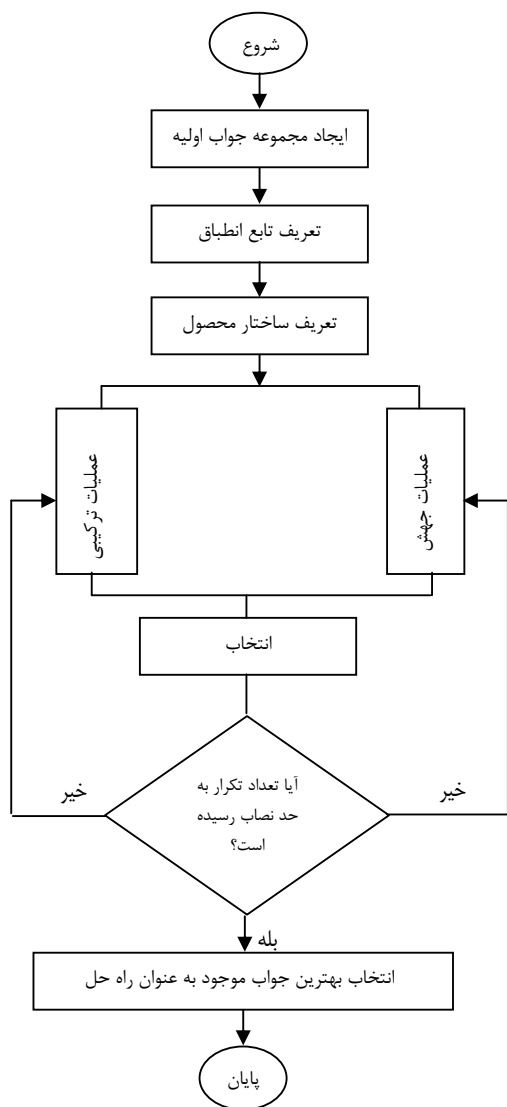 شروع
ایجاد مجموعه جواب اولیه
تعریف تابع انطباق
تعریف ساختار محصول
عملیات جهش
عملیات ترکیبی
انتخاب
آیا تعداد تکرار به
حد نصاب رسیده
است؟
خیر
خیر
بله
انتخاب بهترین جواب موجود به عنوان راه حل
پایان